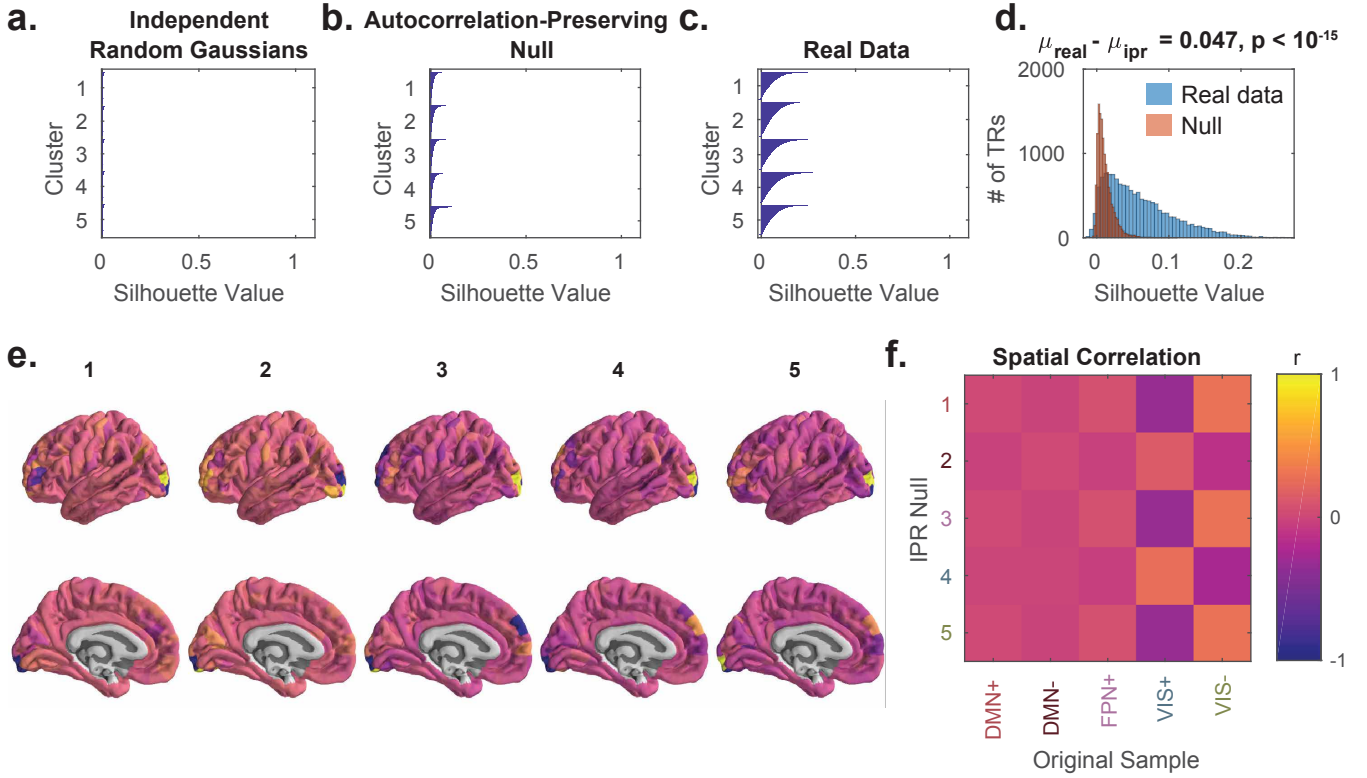 a.
Independent
Random Gaussians
Cluster
1
2
3
4
5
0
0.5
1
Silhouette Value
b.
Autocorrelation-Preserving
Null
Cluster
1
2
3
4
5
0
0.5
1
Silhouette Value
c.
Real Data
Cluster
1
2
3
4
5
0
0.5
1
Silhouette Value
d.
μreal - μipr = 0.047, p < 10-15
2000
1000
0
# of TRs
Real data
Null
0
0.1
0.2
Silhouette Value
e.
1
2
3
4
5
f.
Spatial Correlation
IPR Null
1
2
3
4
5
DMN+
DMN-
FPN+
VIS+
VIS-
Original Sample
r
1
0
-1